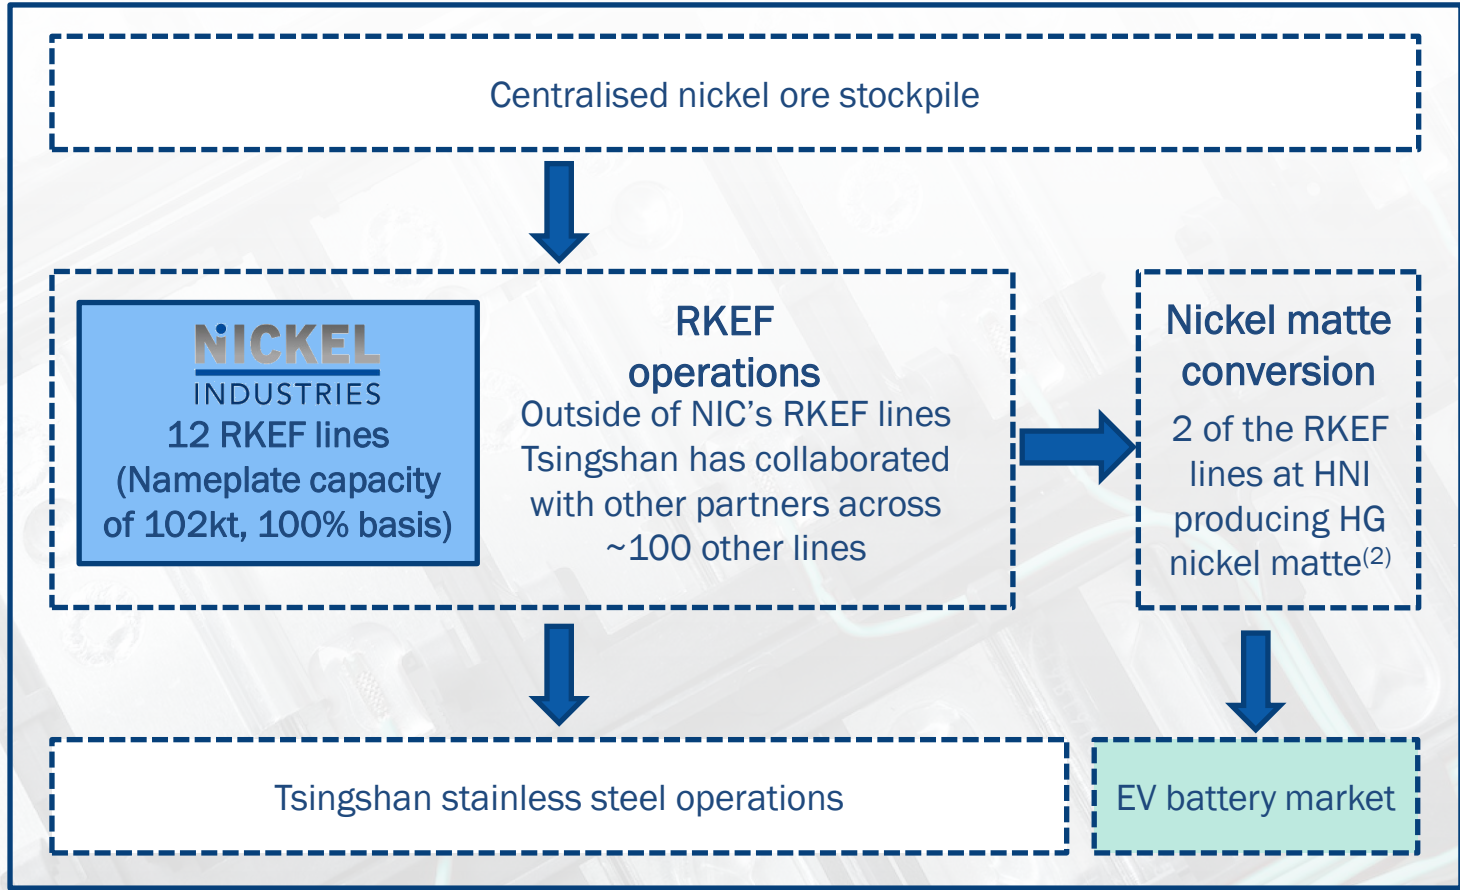 Centralised nickel ore stockpile
NiCKEL
INDUSTRIES
12 RKEF lines
(Nameplate capacity
of 102kt, 100% basis)
RKEF
operations
Outside of NIC’s RKEF lines
Tsingshan has collaborated
with other partners across
~100 other lines
Nickel matte
conversion
2 of the RKEF
lines at HNI
producing HG
nickel matte(2)
Tsingshan stainless steel operations
EV battery market